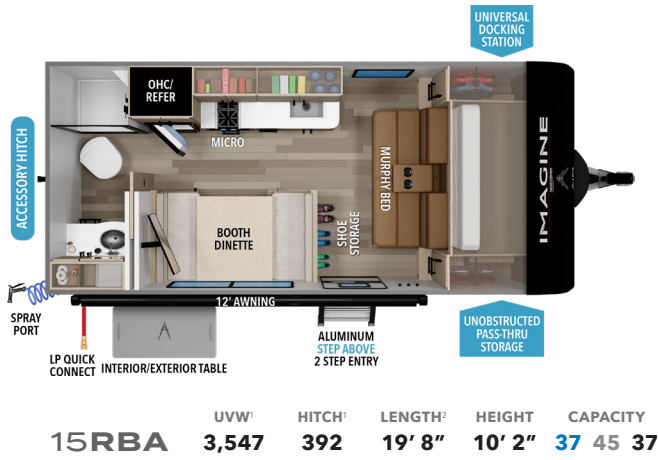 UNIVERSAL
DOCKING
STATION
OHC/
REFER
MICRO
ACCESSORY HITCH
MURPHY BED
IMAGINE
BOOTH
DINETTE
SHOE
STORAGE
12' AWNING
SPRAY
PORT
LP QUICK
CONNECT
INTERIOR/EXTERIOR TABLE
ALUMINUM
STEP ABOVE
2 STEP ENTRY
UNOBSTRUCTED
PASS-THRU
STORAGE
UVW¹ HITCH¹ LENGTH² HEIGHT CAPACITY
15RBA 3,547 392 19' 8" 10' 2" 37 45 37